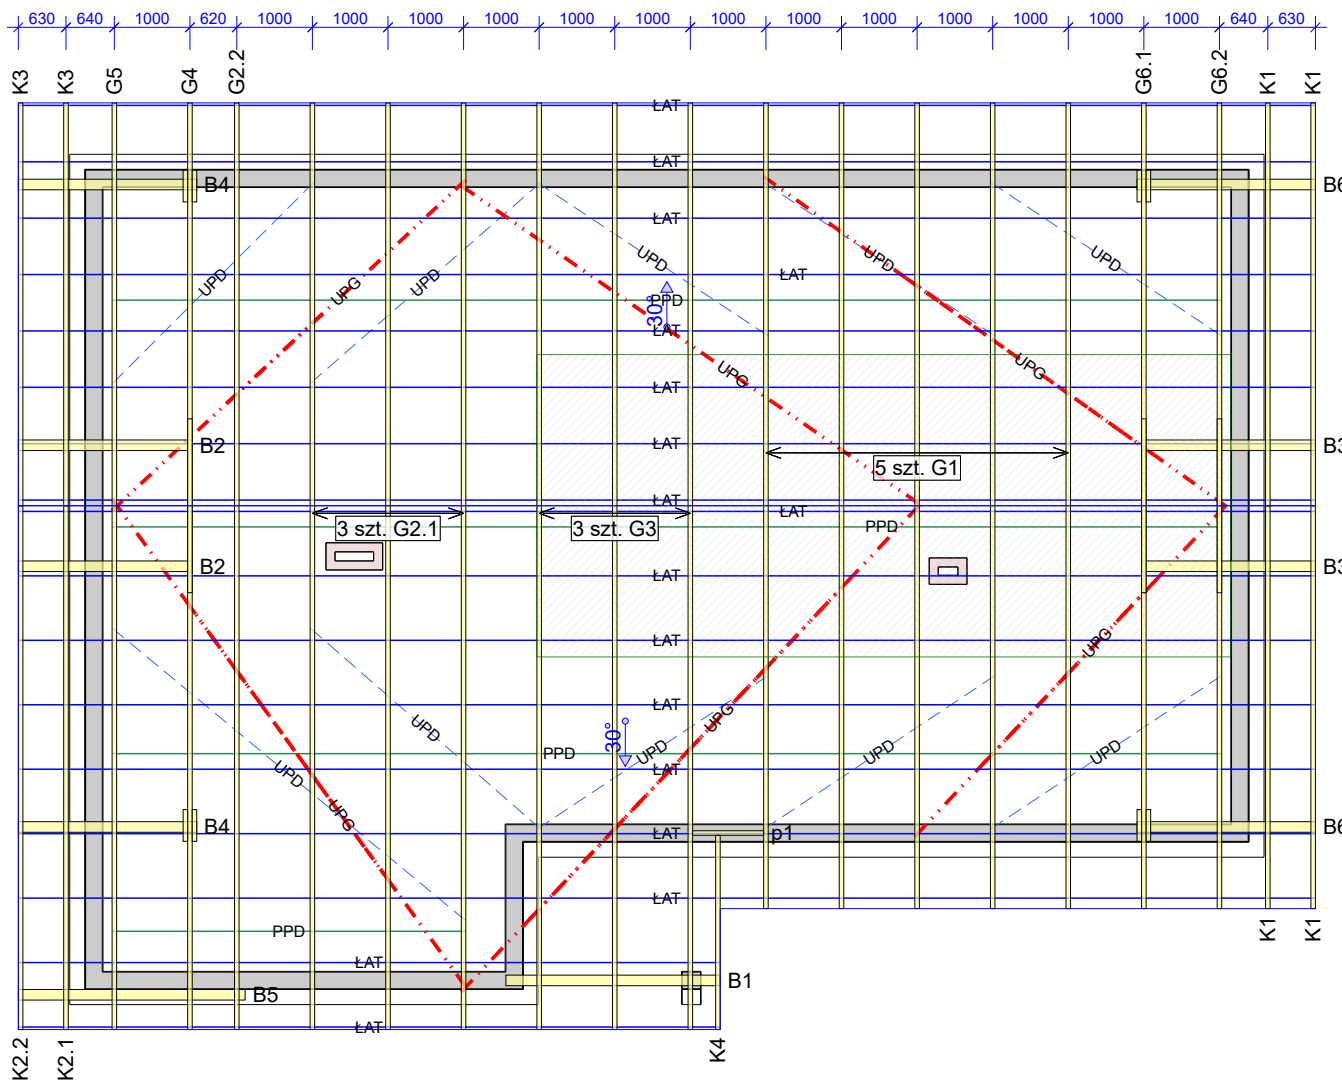 630 640 1000 620 1000 1000 1000 1000 1000 1000 1000 1000 1000 1000 1000 1000 1000 640 630
K3 K3 G5 G4 G2.2 G6.1 G6.2 K1 K1
ŁAT
ŁAT
B4 B6
ŁAT
UPD UPD UPD
ŁAT
UPD UPG UPD
PPD
30°
ŁAT
UPG UPG
ŁAT
B2 ŁAT B3
5 szt. G1
ŁAT
ŁAT
3 szt. G2.1 3 szt. G3 PPD
B2 B3
ŁAT
ŁAT UPG
ŁAT
UPD UPG
30°
PPD UPD UPD UPD
UPD ŁAT
UPG
B4 ŁAT p1 B6
ŁAT
PPD
ŁAT
B1
B5
ŁAT
K1 K1
K2.2 K2.1 K4